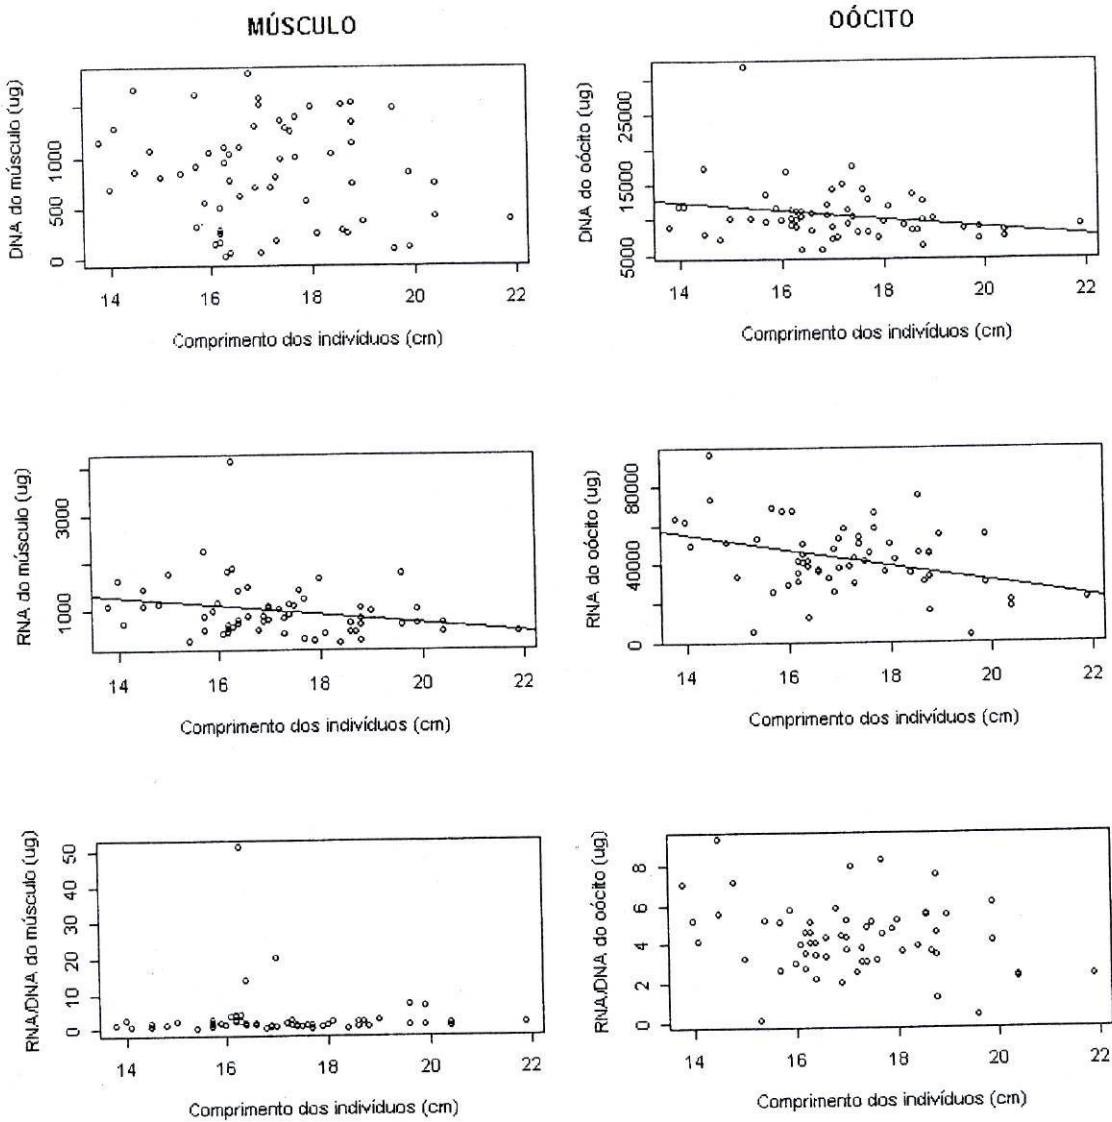 MÚSCULO
OÓCITO
DNA do músculo (ug)
0 500 1000
14 16 18 20 22
Comprimento dos indivíduos (cm)
DNA do oócito (ug)
5000 15000 25000
14 16 18 20 22
Comprimento dos indivíduos (cm)
RNA do músculo (ug)
1000 3000
14 16 18 20 22
Comprimento dos indivíduos (cm)
RNA do oócito (ug)
0 40000 80000
14 16 18 20 22
Comprimento dos indivíduos (cm)
RNA/DNA do músculo (ug)
0 10 20 30 40 50
14 16 18 20 22
Comprimento dos indivíduos (cm)
RNA/DNA do oócito (ug)
0 2 4 6 8
14 16 18 20 22
Comprimento dos indivíduos (cm)